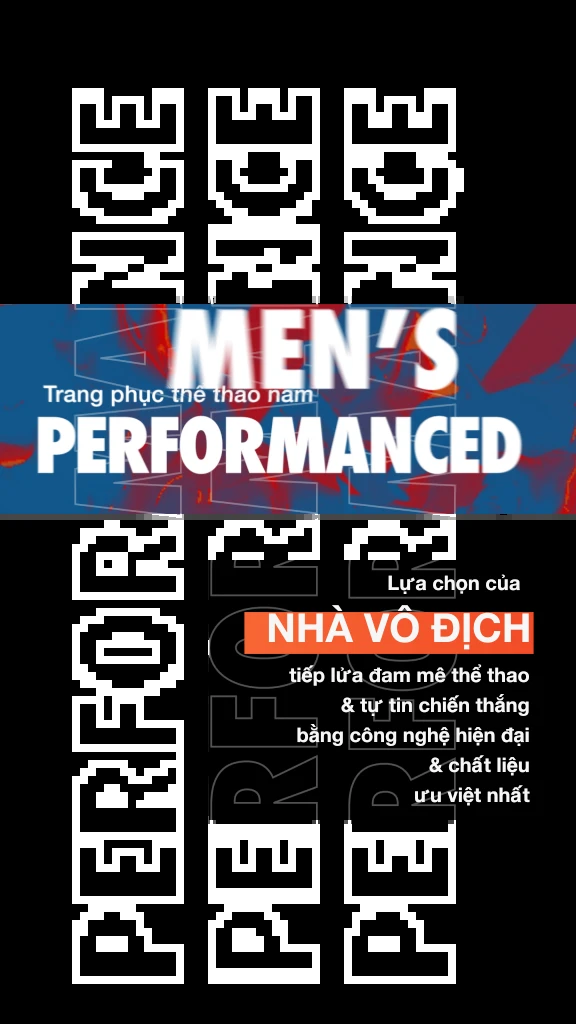 MEN'S
Trang phục thể thao nam
PERFORMANCED
Lựa chọn của
NHÀ VÔ ĐỊCH
tiếp lửa đam mê thể thao
& tự tin chiến thắng
bằng công nghệ hiện đại
& chất liệu
ưu việt nhất
PERFORMANCE
PERFORMANCE
PERFORMANCE